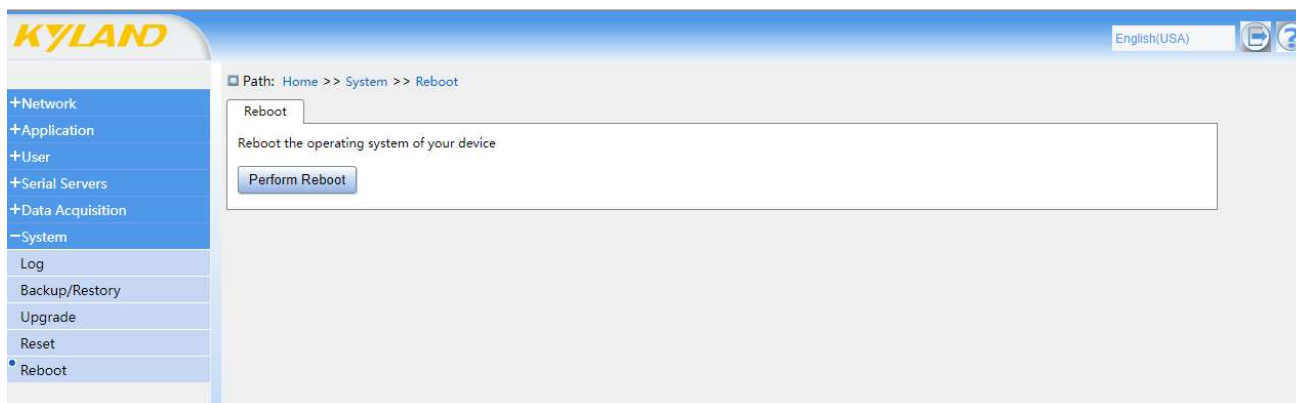 KYLAND
English(USA)
Path: Home >> System >> Reboot
+Network
+Application
+User
+Serial Servers
+Data Acquisition
−System
Log
Backup/Restory
Upgrade
Reset
Reboot
Reboot
Reboot the operating system of your device
Perform Reboot